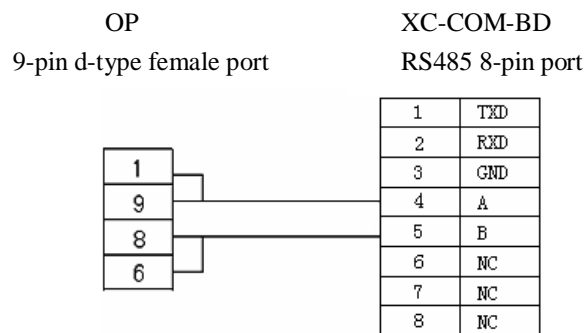 OP XC-COM-BD
9-pin d-type female port RS485 8-pin port
1 TXD
2 RXD
3 GND
4 A
5 B
6 NC
7 NC
8 NC
1
9
8
6